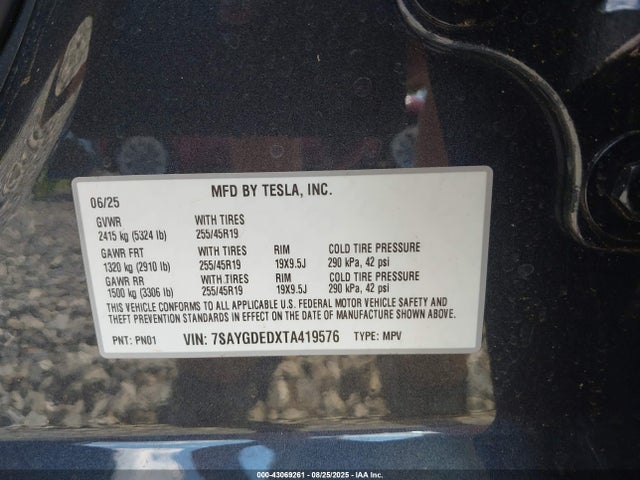 06/25 MFD BY TESLA, INC.
GVWR WITH TIRES
2415 kg (5324 lb) 255/45R19
GAWR FRT WITH TIRES RIM COLD TIRE PRESSURE
1320 kg (2910 lb) 255/45R19 19X9.5J 290 kPa, 42 psi
GAWR RR WITH TIRES RIM COLD TIRE PRESSURE
1500 kg (3306 lb) 255/45R19 19X9.5J 290 kPa, 42 psi
THIS VEHICLE CONFORMS TO ALL APPLICABLE U.S. FEDERAL MOTOR VEHICLE SAFETY AND
THEFT PREVENTION STANDARDS IN EFFECT ON THE DATE OF MANUFACTURE SHOWN ABOVE.
PNT: PN01 VIN: 7SAYGDEDXTA419576 TYPE: MPV
000-43069261 - 08/25/2025 - IAA Inc.